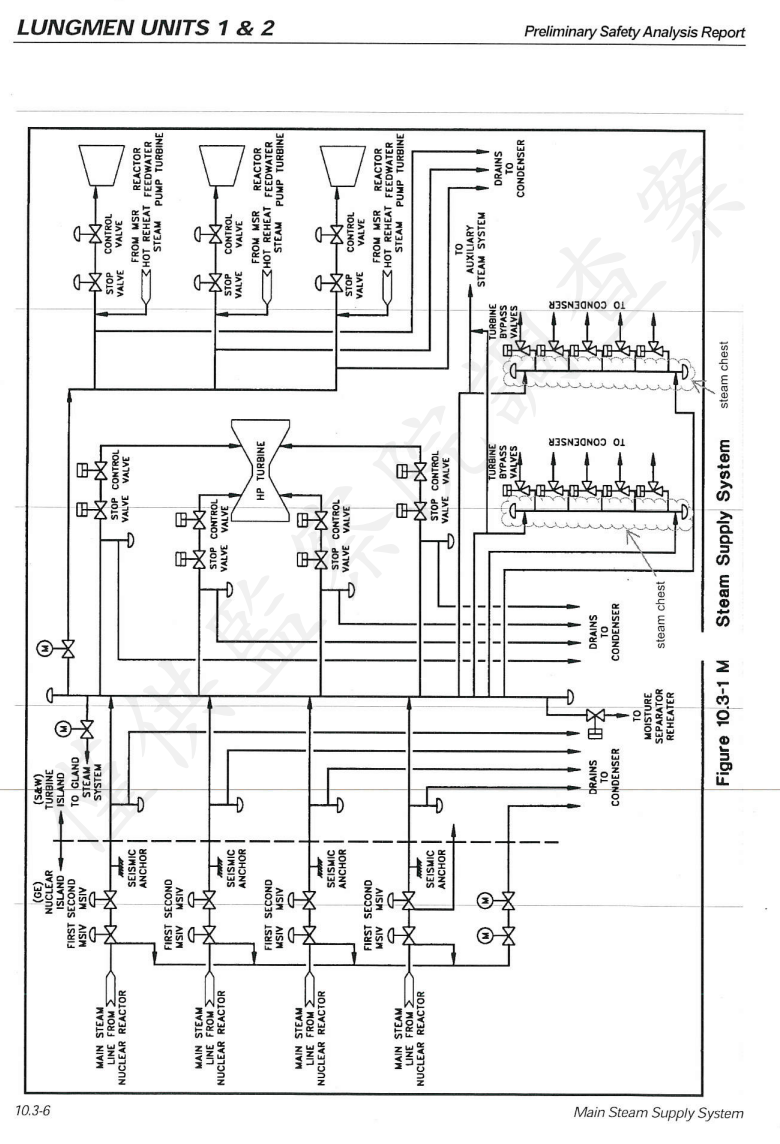 LUNGMEN UNITS 1 & 2
Preliminary Safety Analysis Report
REACTOR
FEEDWATER
PUMP TURBINE
CONTROL
VALVE
STOP
VALVE
FROM MSR
HOT REHEAT
STEAM
REACTOR
FEEDWATER
PUMP TURBINE
CONTROL
VALVE
STOP
VALVE
FROM MSR
HOT REHEAT
STEAM
REACTOR
FEEDWATER
PUMP TURBINE
CONTROL
VALVE
STOP
VALVE
FROM MSR
HOT REHEAT
STEAM
DRAINS
TO
CONDENSER
TO
AUXILIARY
STEAM SYSTEM
TURBINE
BYPASS
VALVES
TO CONDENSER
steam chest
TURBINE
BYPASS
VALVES
TO CONDENSER
steam chest
HP TURBINE
STOP
VALVE
CONTROL
VALVE
STOP
VALVE
CONTROL
VALVE
STOP
VALVE
CONTROL
VALVE
STOP
VALVE
CONTROL
VALVE
DRAINS
TO
CONDENSER
M
M
TO GLAND
STEAM
SYSTEM
(S&W)
TURBINE
ISLAND
(GE)
NUCLEAR
ISLAND
TO
MOISTURE
SEPARATOR
REHEATER
DRAINS
TO
CONDENSER
SEISMIC
ANCHOR
SEISMIC
ANCHOR
SEISMIC
ANCHOR
SEISMIC
ANCHOR
FIRST
MSIV
SECOND
MSIV
FIRST
MSIV
SECOND
MSIV
FIRST
MSIV
SECOND
MSIV
FIRST
MSIV
SECOND
MSIV
M
M
MAIN STEAM
LINE FROM
NUCLEAR REACTOR
MAIN STEAM
LINE FROM
NUCLEAR REACTOR
MAIN STEAM
LINE FROM
NUCLEAR REACTOR
MAIN STEAM
LINE FROM
NUCLEAR REACTOR
Figure 10.3-1 M Steam Supply System
僅供監察院調查案
10.3-6
Main Steam Supply System